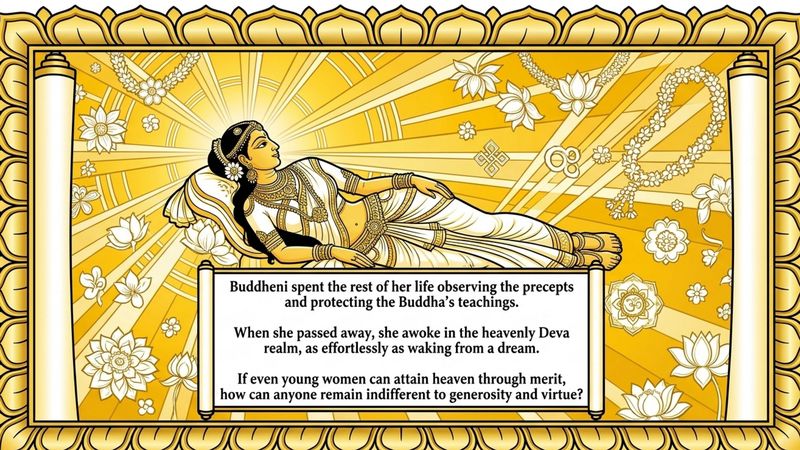 Buddheni spent the rest of her life observing the precepts
and protecting the Buddha's teachings.
When she passed away, she awoke in the heavenly Deva
realm, as effortlessly as waking from a dream.
If even young women can attain heaven through merit,
how can anyone remain indifferent to generosity and virtue?